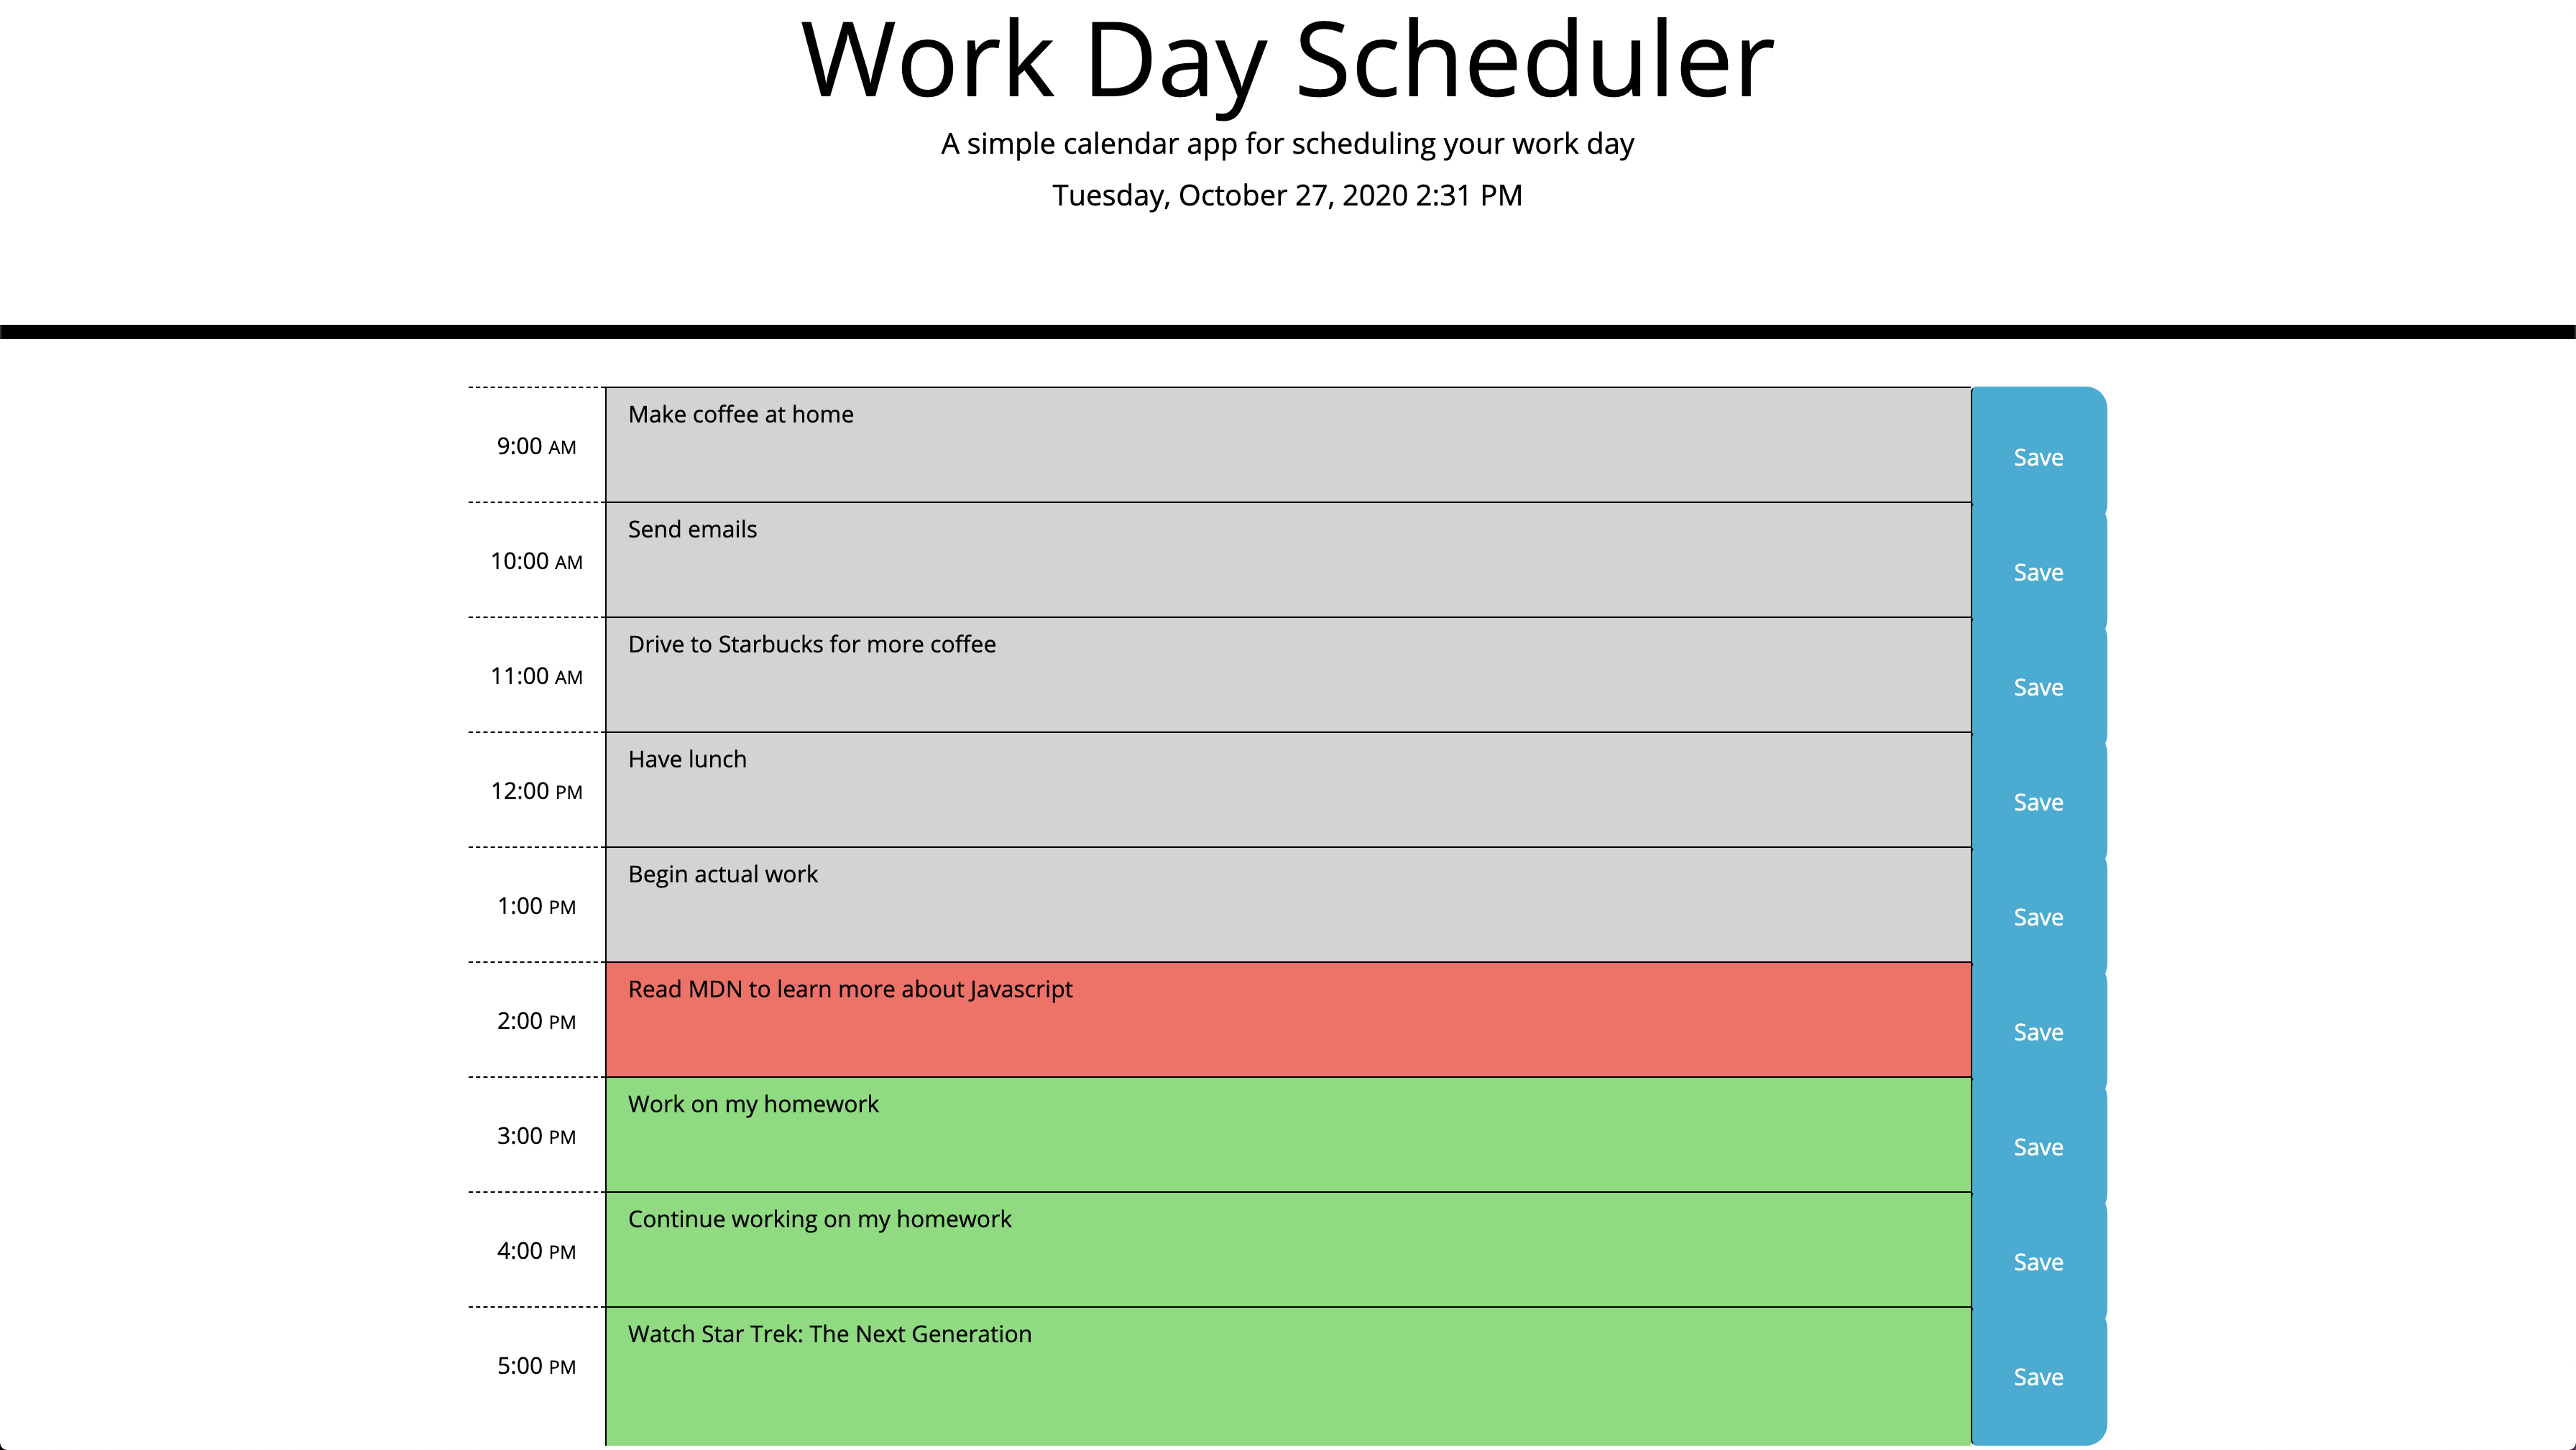 Work Day Scheduler
A simple calendar app for scheduling your work day
Tuesday, October 27, 2020 2:31 PM
9:00 AM Make coffee at home Save
10:00 AM Send emails Save
11:00 AM Drive to Starbucks for more coffee Save
12:00 PM Have lunch Save
1:00 PM Begin actual work Save
2:00 PM Read MDN to learn more about Javascript Save
3:00 PM Work on my homework Save
4:00 PM Continue working on my homework Save
5:00 PM Watch Star Trek: The Next Generation Save